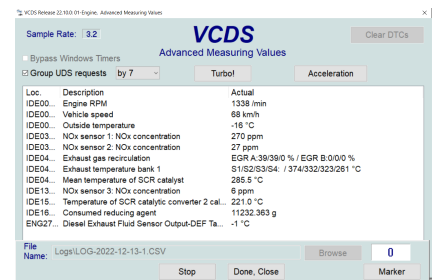 VCDS Release 22.10.0: 01-Engine, Advanced Measuring Values
Sample Rate: 3.2
VCDS
Clear DTCs
Bypass Windows Timers
Advanced Measuring Values
Group UDS requests by 7
Turbo!
Acceleration
Loc. Description Actual
IDE00... Engine RPM 1338 /min
IDE00... Vehicle speed 68 km/h
IDE00... Outside temperature -16 °C
IDE03... NOx sensor 1: NOx concentration 270 ppm
IDE03... NOx sensor 2: NOx concentration 27 ppm
IDE04... Exhaust gas recirculation EGR A:39/39/0 % / EGR B:0/0/0 %
IDE04... Exhaust temperature bank 1 S1/S2/S3/S4: / 374/332/323/261 °C
IDE04... Mean temperature of SCR catalyst 285.5 °C
IDE13... NOx sensor 3: NOx concentration 6 ppm
IDE15... Temperature of SCR catalytic converter 2 cal... 221.0 °C
IDE16... Consumed reducing agent 11232.363 g
ENG27... Diesel Exhaust Fluid Sensor Output-DEF Ta... -1 °C
File Name: Logs\LOG-2022-12-13-1.CSV
Browse
0
Stop
Done, Close
Marker